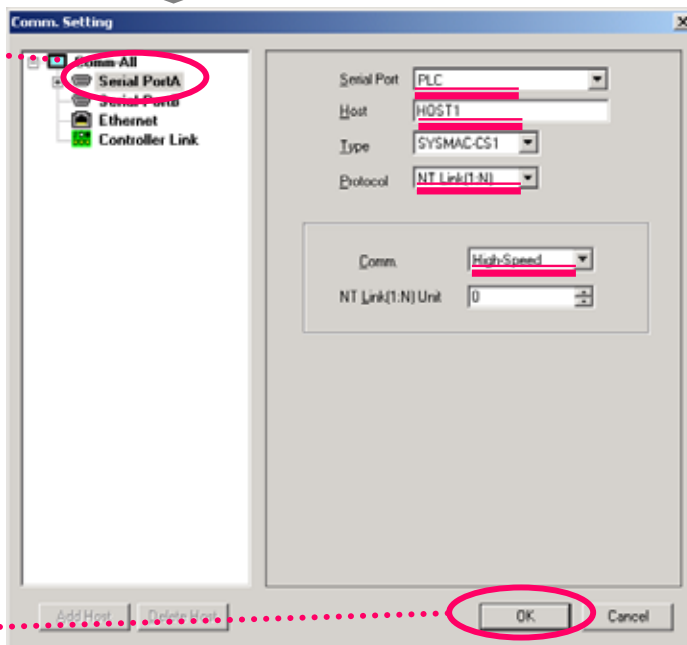 Comm. Setting
Comm-All
Serial PortA
Serial PortB
Ethernet
Controller Link
Serial Port PLC
Host HOST1
Type SYSMAC-CS1
Protocol NT Link(1:N)
Comm. High-Speed
NT Link(1:N) Unit 0
Add Host Delete Host OK Cancel